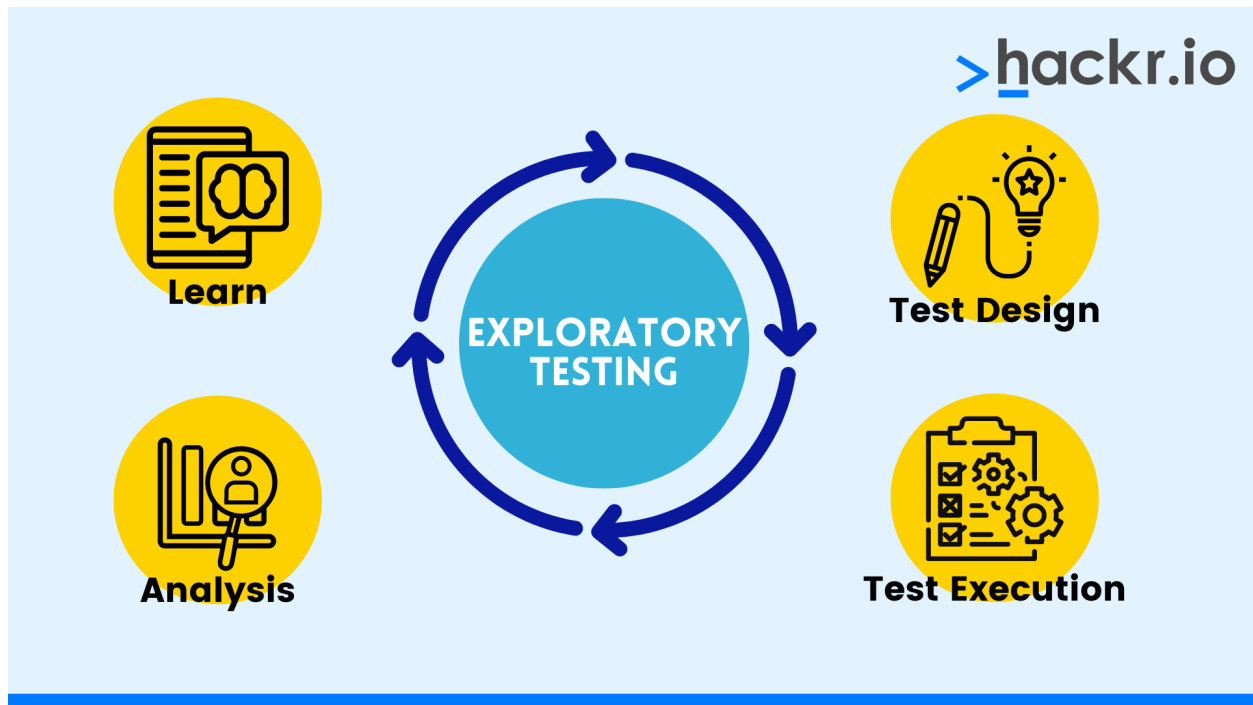 >hackr.io
Learn
Test Design
EXPLORATORY
TESTING
Analysis
Test Execution